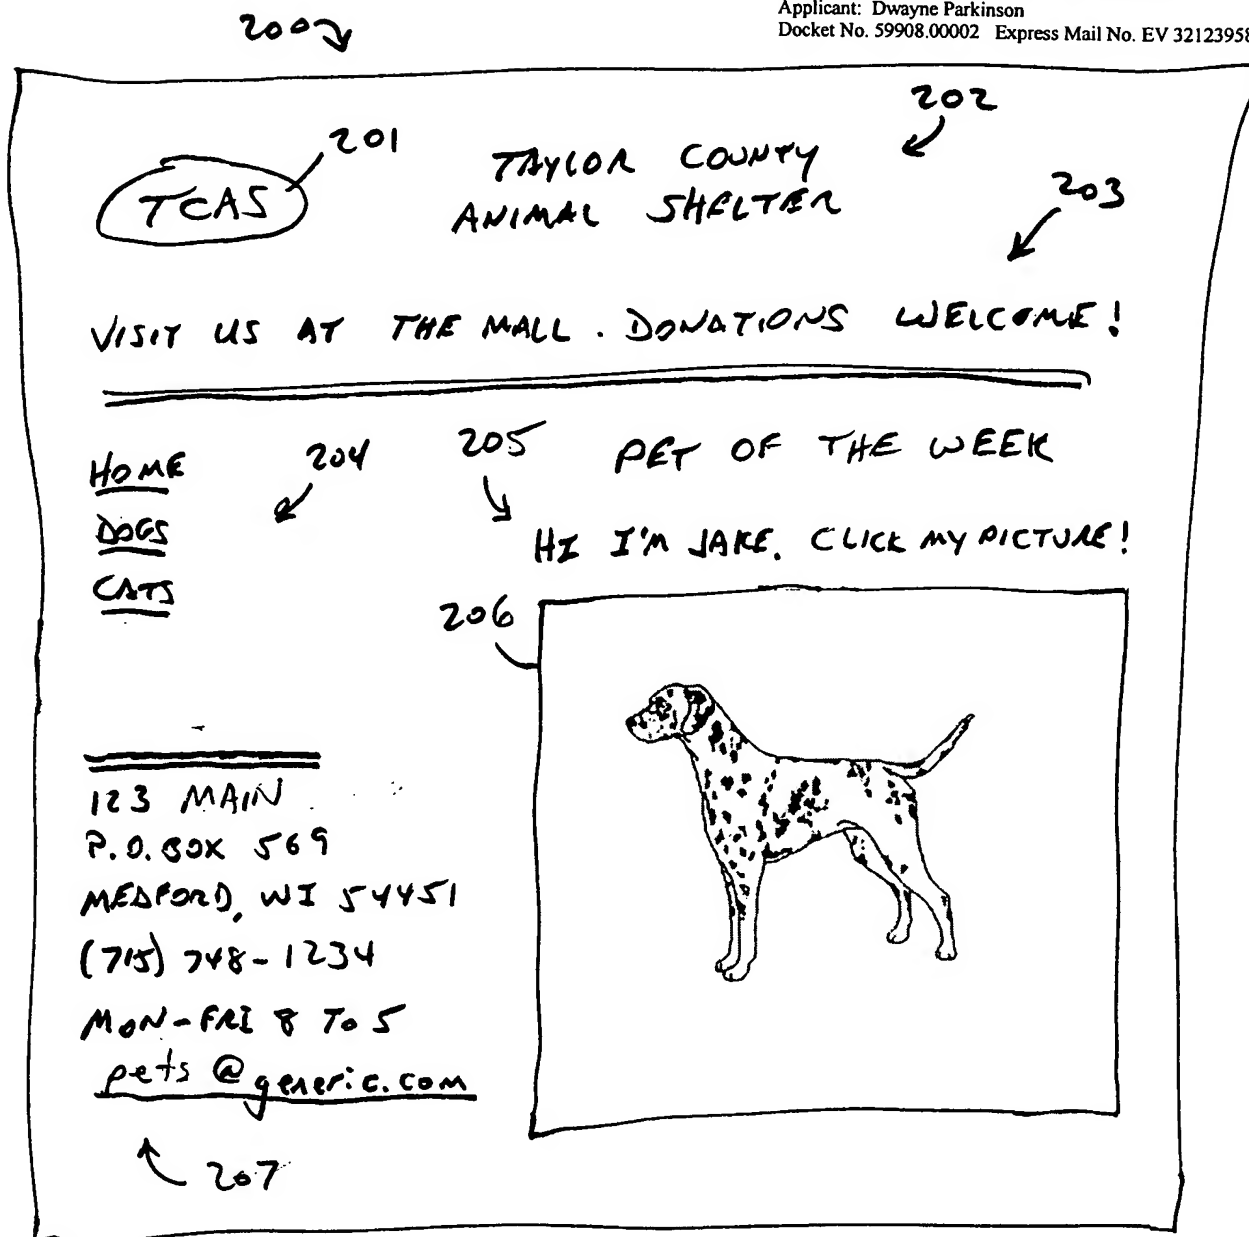 Applicant: Dwayne Parkinson
Docket No. 59908.00002 Express Mail No. EV 32123958
200
202
201
TAYLOR COUNTY
TCAS
ANIMAL SHELTER
203
VISIT US AT THE MALL. DONATIONS WELCOME!
HOME
204
205
PET OF THE WEEK
DOGS
HI I'M JAKE. CLICK MY PICTURE!
CATS
206
123 MAIN
P.O. BOX 569
MEDFORD, WI 54451
(715) 748-1234
MON-FRI 8 TO 5
pets@generic.com
207